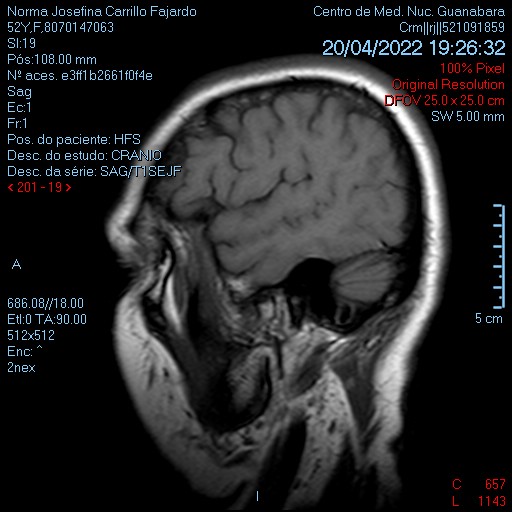 Norma Josefina Carrillo Fajardo
52Y,F,8070147063
Sl:19
Pós:108.00 mm
Nº aces. e3ff1b2661f0f4e
Sag
Ec:1
Fr:1
Pos. do paciente: HFS
Desc. do estudo: CRANIO
Desc. da série: SAG/T1SEJF
< 201 - 19 >
Centro de Med. Nuc. Guanabara
Crm||rj||521091859
20/04/2022 19:26:32
100% Pixel
Original Resolution
DFOV 25.0 x 25.0 cm
SW 5.00 mm
A
5 cm
686.08//18.00
Etl:0 TA:90.00
512x512
Enc: ^
2nex
I
C 657
L 1143